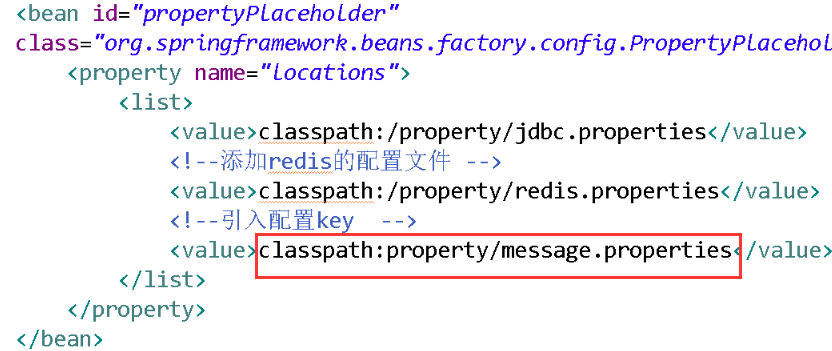 <bean id="propertyPlaceholder"
class="org.springframework.beans.factory.config.PropertyPlacehol
<property name="locations">
<list>
<value>classpath:/property/jdbc.properties</value>
<!--添加redis的配置文件 -->
<value>classpath:/property/redis.properties</value>
<!--引入配置key  -->
<value>classpath:property/message.properties</value>
</list>
</property>
</bean>